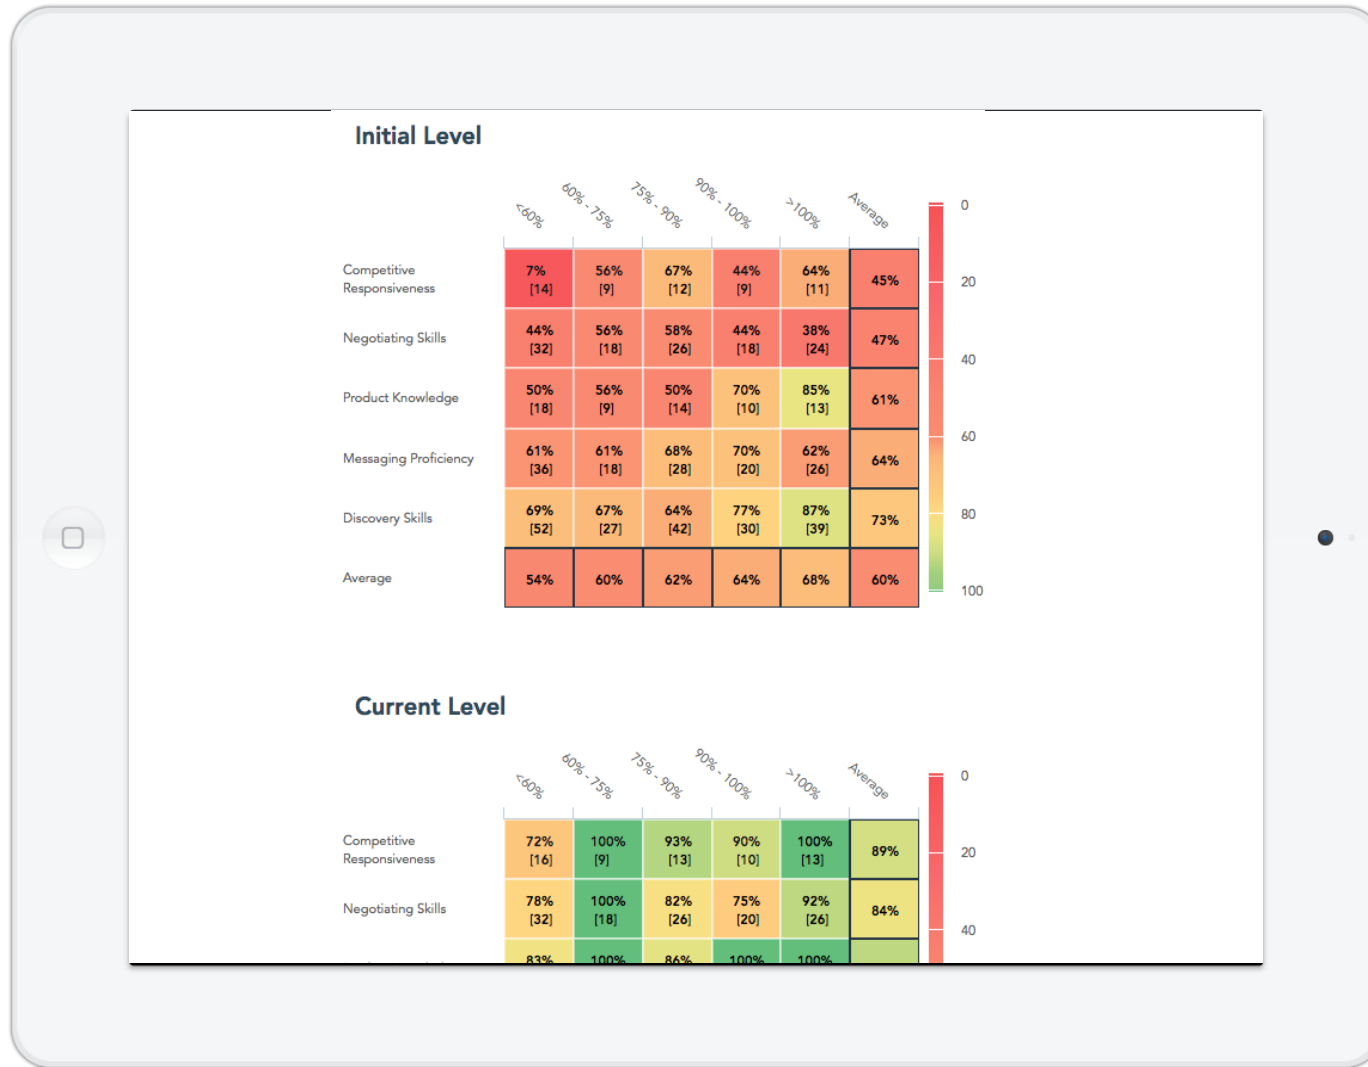 Initial Level
<60%
60% - 75%
75% - 90%
90% - 100%
>100%
Average
0
20
40
60
80
100
Competitive
Responsiveness
7% 56% 67% 44% 64%
[14] [9] [12] [9] [11]
45%
Negotiating Skills
44% 56% 58% 44% 38%
[32] [18] [26] [18] [24]
47%
Product Knowledge
50% 56% 50% 70% 85%
[18] [9] [14] [10] [13]
61%
Messaging Proficiency
61% 61% 68% 70% 62%
[36] [18] [28] [20] [26]
64%
Discovery Skills
69% 67% 64% 77% 87%
[52] [27] [42] [30] [39]
73%
Average
54% 60% 62% 64% 68% 60%
Current Level
<60%
60% - 75%
75% - 90%
90% - 100%
>100%
Average
0
20
40
Competitive
Responsiveness
72% 100% 93% 90% 100%
[16] [9] [13] [10] [13]
89%
Negotiating Skills
78% 100% 82% 75% 92%
[32] [18] [26] [20] [26]
84%
83% 100% 86% 100% 100%